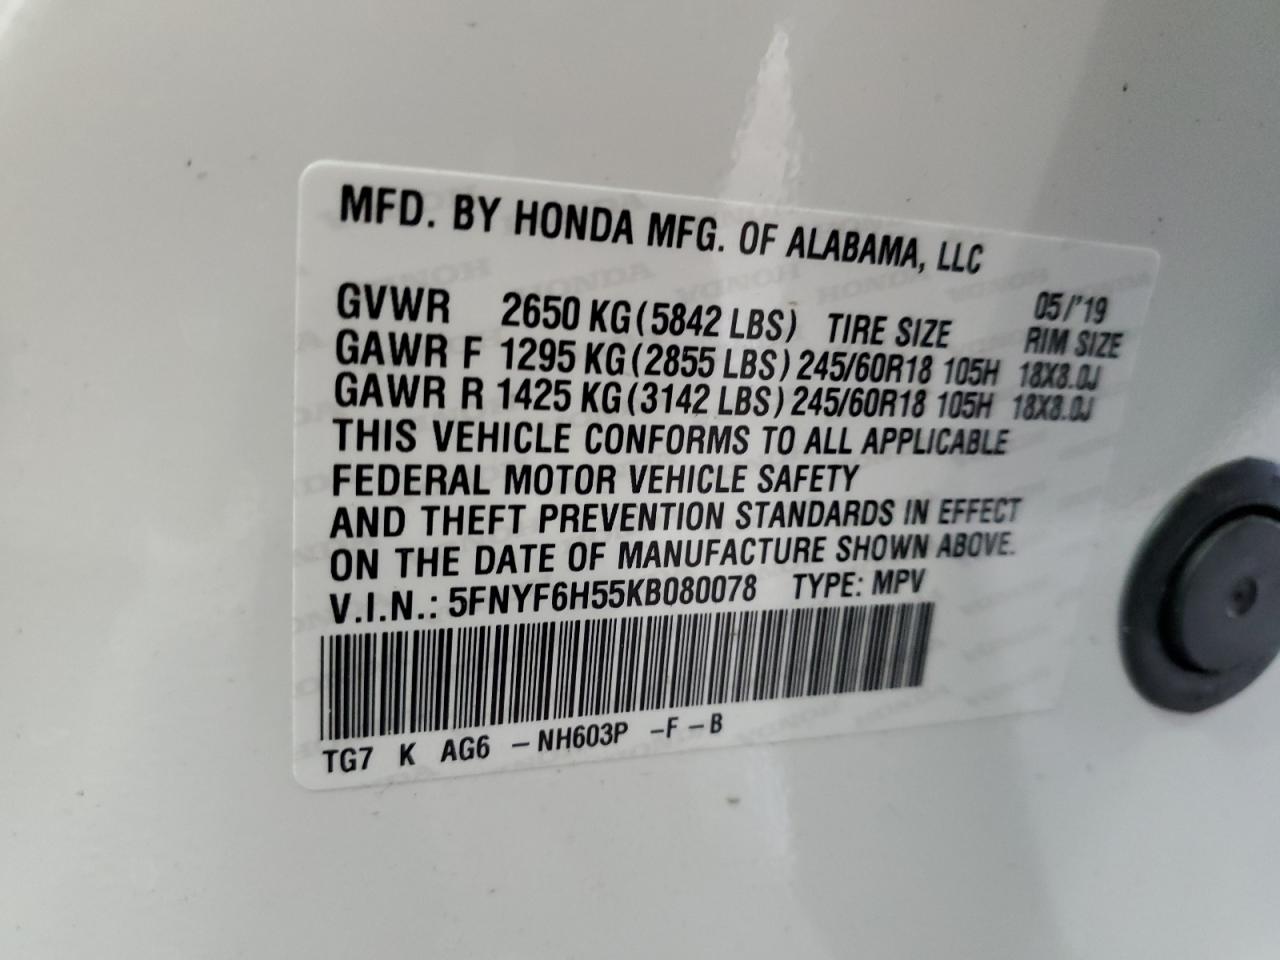 MFD. BY HONDA MFG. OF ALABAMA, LLC
05/'19
GVWR 2650 KG (5842 LBS) TIRE SIZE RIM SIZE
GAWR F 1295 KG (2855 LBS) 245/60R18 105H 18X8.0J
GAWR R 1425 KG (3142 LBS) 245/60R18 105H 18X8.0J
THIS VEHICLE CONFORMS TO ALL APPLICABLE
FEDERAL MOTOR VEHICLE SAFETY
AND THEFT PREVENTION STANDARDS IN EFFECT
ON THE DATE OF MANUFACTURE SHOWN ABOVE.
V.I.N.: 5FNYF6H55KB080078 TYPE: MPV
TG7 K AG6 -NH603P -F-B